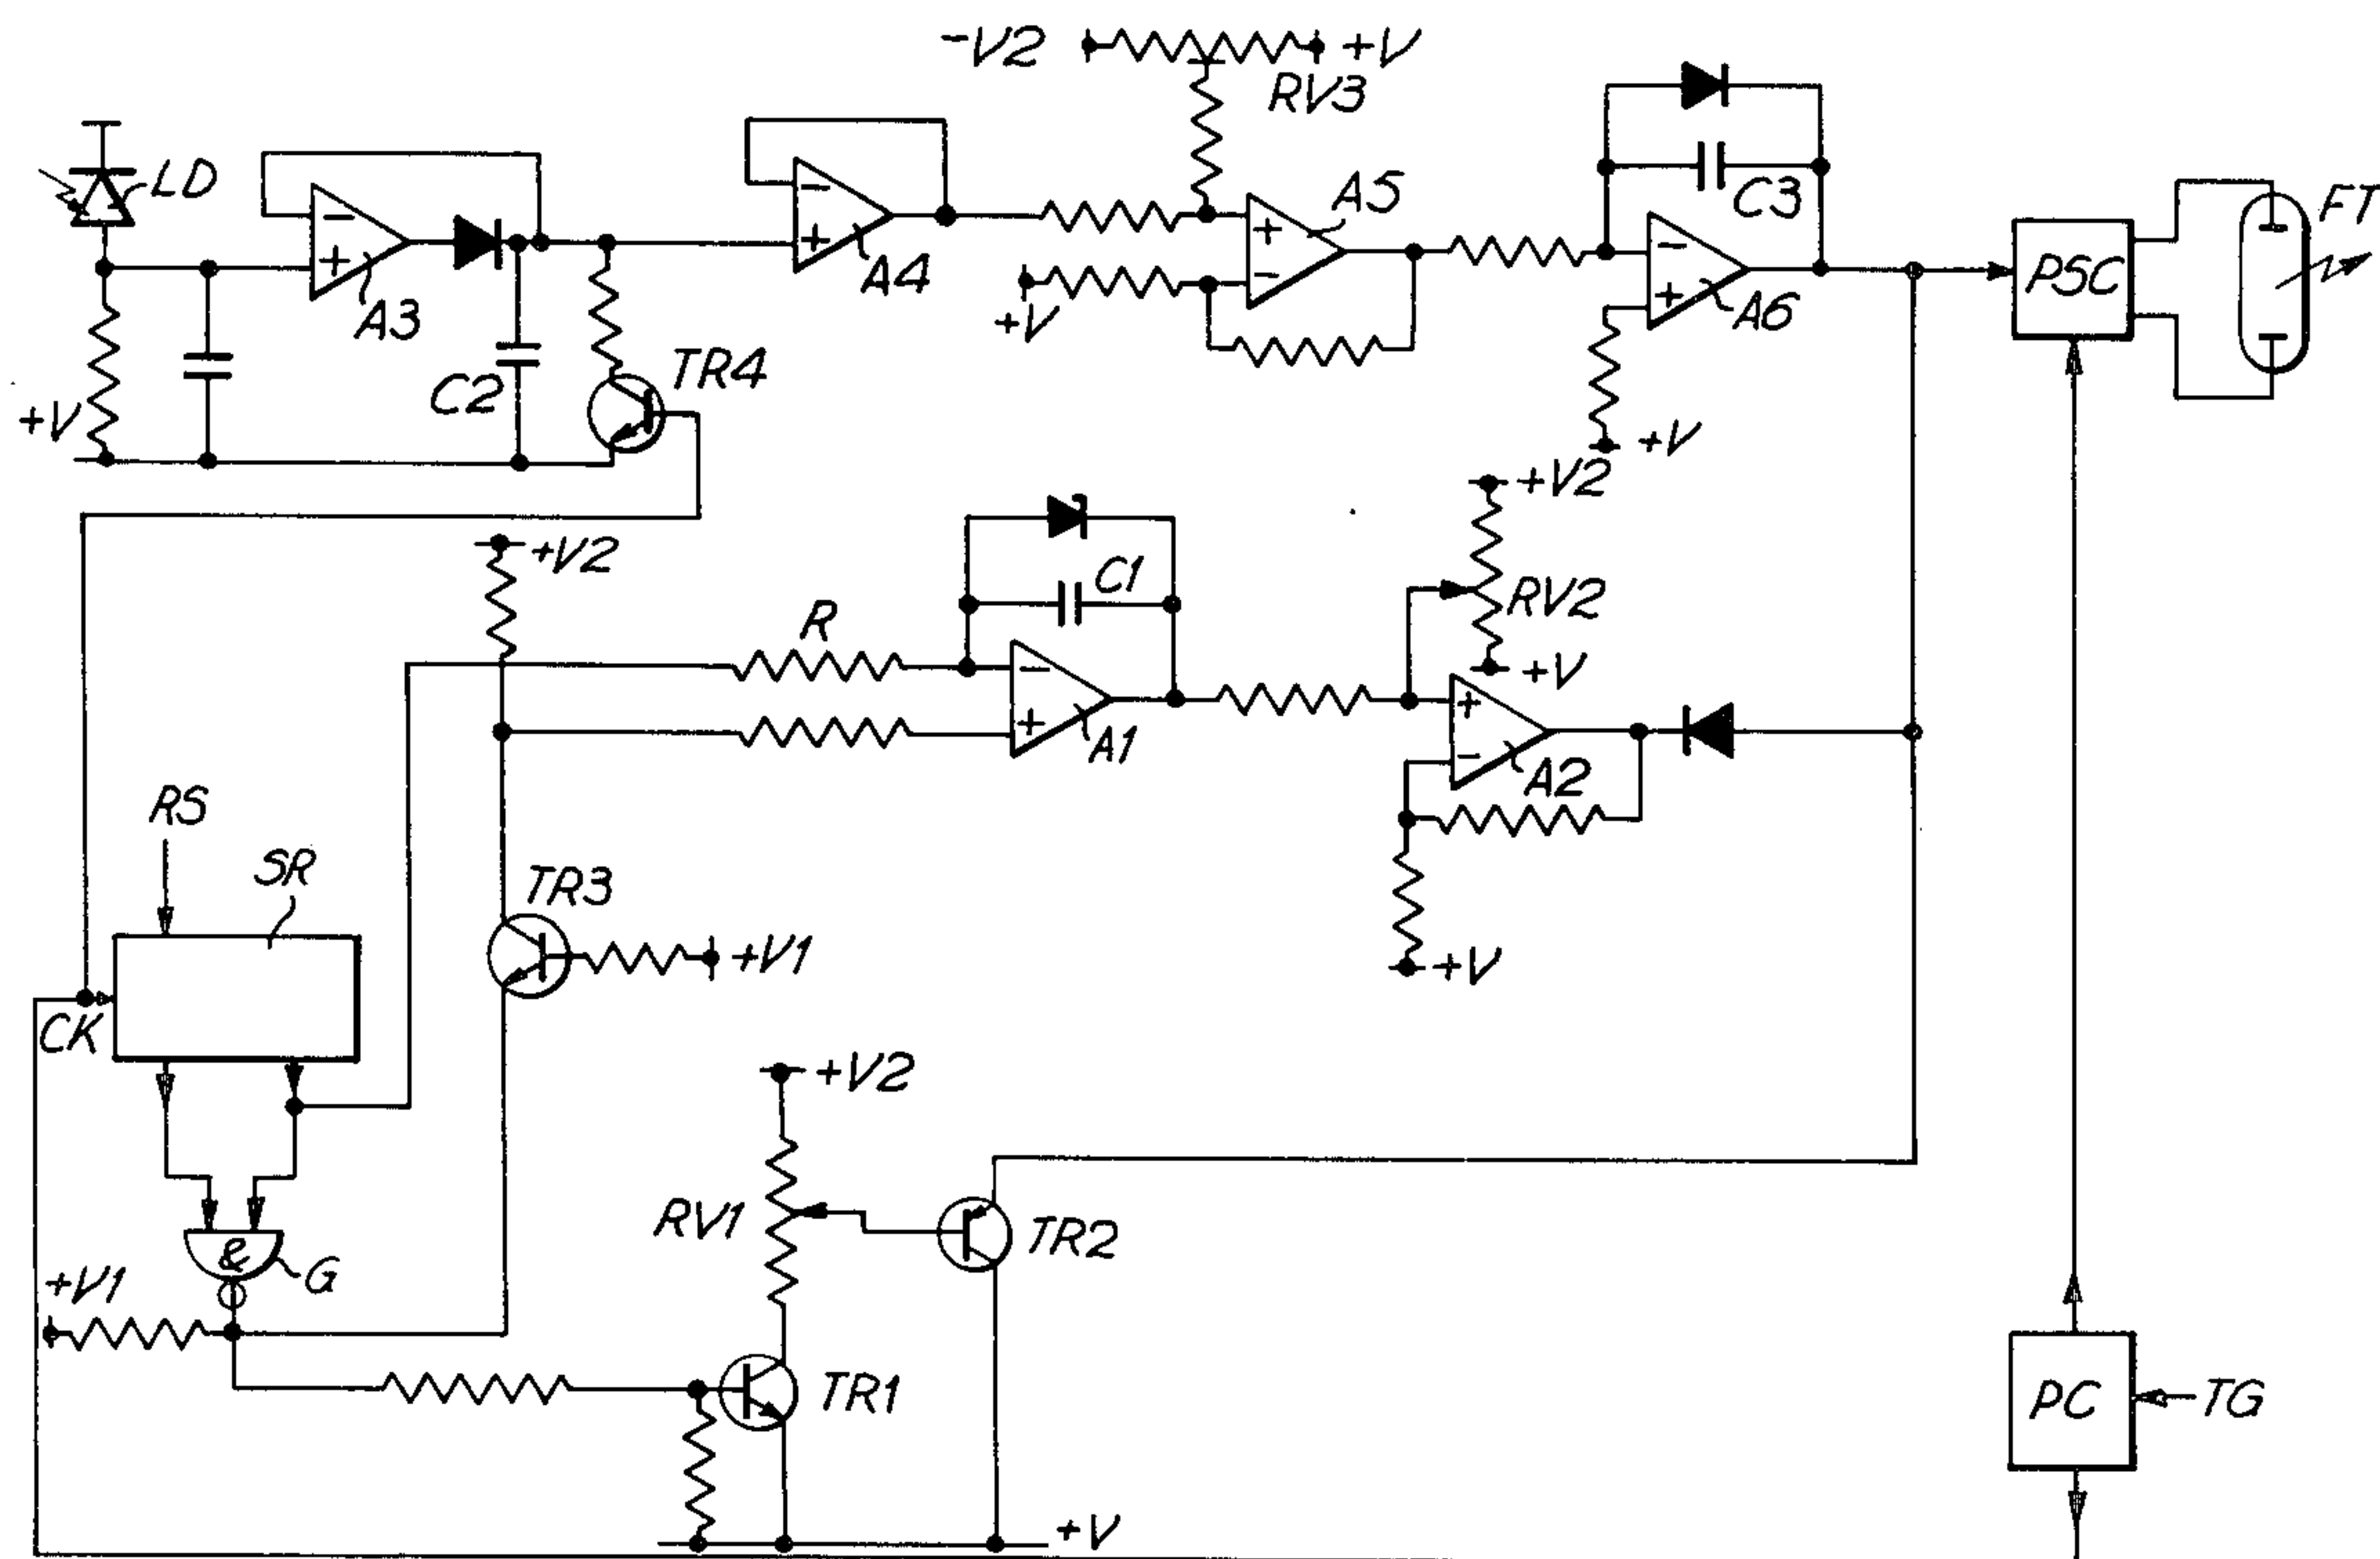 -V2
+V
RV3
LD
A3
A4
A5
C3
A6
PSC
FT
+V
C2
TR4
+V
+V
+V2
RV2
+V
+V2
R
C1
A1
A2
+V
RS
SR
CK
TR3
+V1
&
G
+V1
+V2
RV1
TR2
TR1
+V
PC
TG
-
+
-
+
+
-
-
+
-
+
+
-